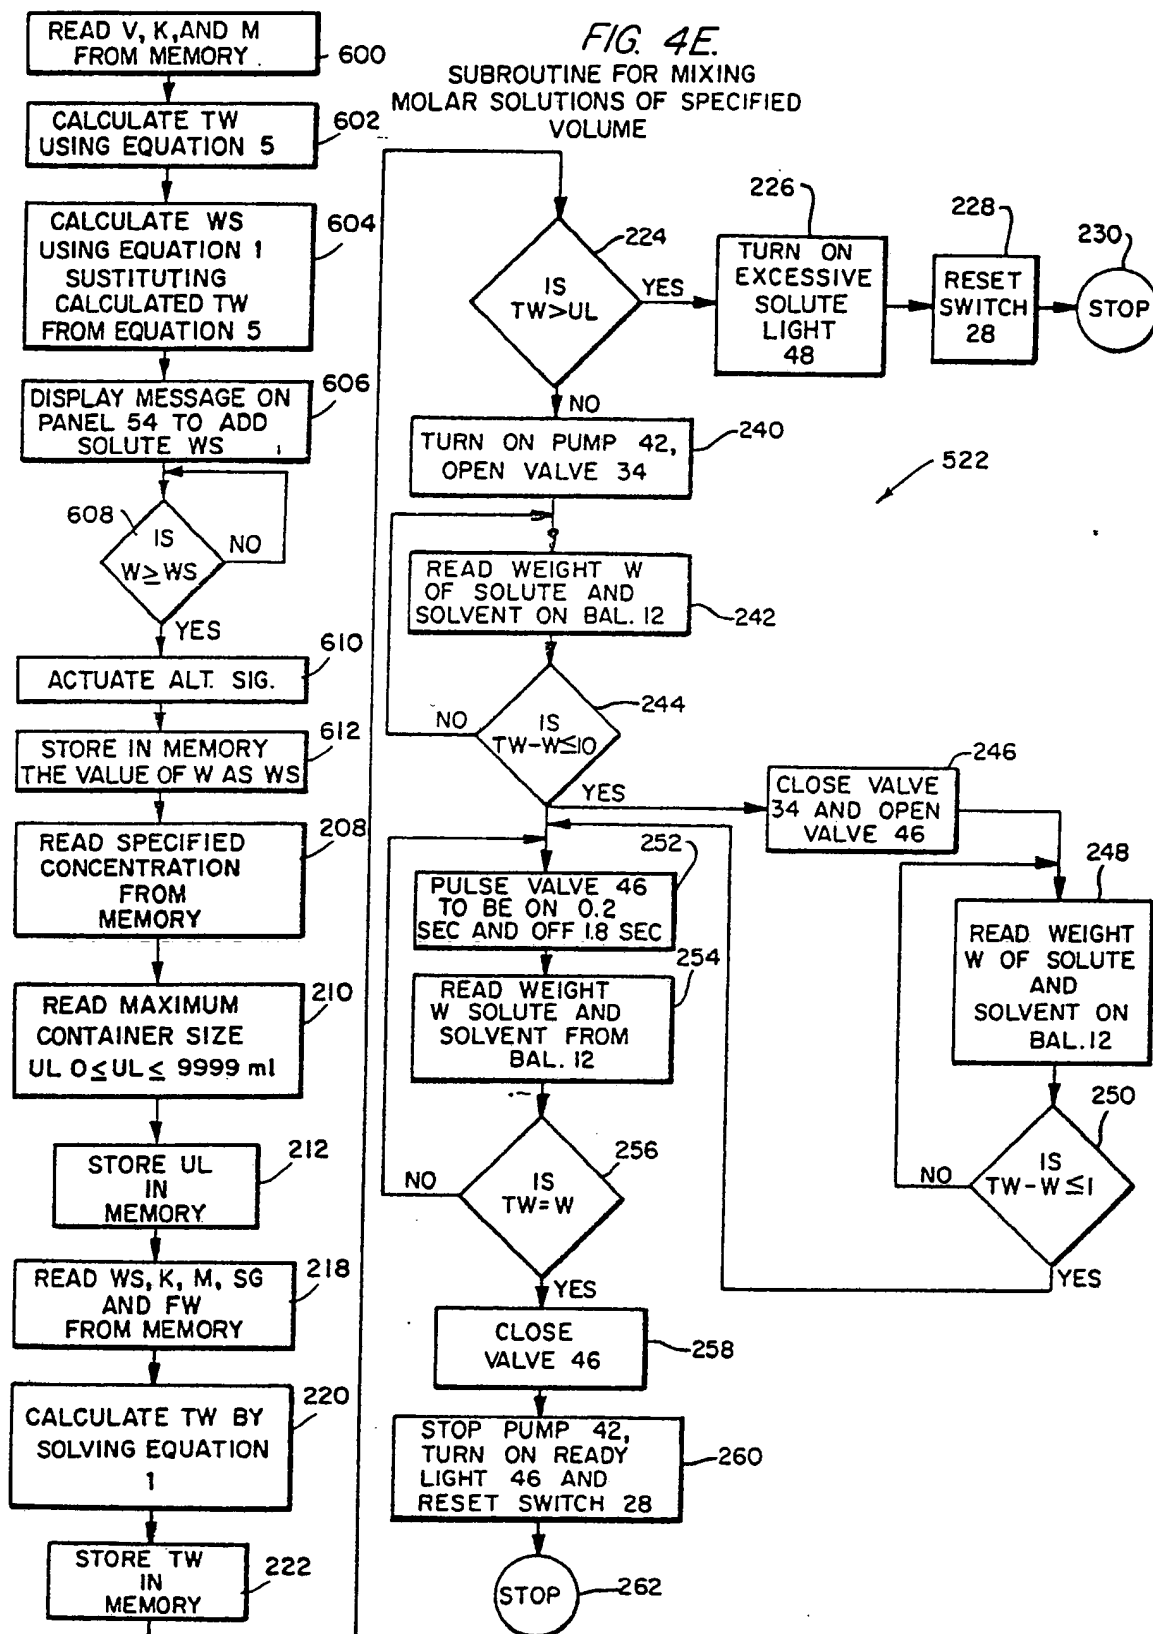 FIG. 4E.
SUBROUTINE FOR MIXING
MOLAR SOLUTIONS OF SPECIFIED
VOLUME
READ V, K, AND M
FROM MEMORY
600
CALCULATE TW
USING EQUATION 5
602
CALCULATE WS
USING EQUATION 1
SUSTITUTING
CALCULATED TW
FROM EQUATION 5
604
DISPLAY MESSAGE ON
PANEL 54 TO ADD
SOLUTE WS
606
608
IS
W ≥ WS
NO
YES
ACTUATE ALT. SIG.
610
STORE IN MEMORY
THE VALUE OF W AS WS
612
READ SPECIFIED
CONCENTRATION
FROM
MEMORY
208
READ MAXIMUM
CONTAINER SIZE
UL 0 ≤ UL ≤ 9999 ml
210
STORE UL
IN
MEMORY
212
READ WS, K, M, SG
AND FW
FROM MEMORY
218
CALCULATE TW BY
SOLVING EQUATION
1
220
STORE TW
IN
MEMORY
222
IS
TW>UL
224
YES
NO
TURN ON
EXCESSIVE
SOLUTE
LIGHT
48
226
RESET
SWITCH
28
228
STOP
230
TURN ON PUMP 42,
OPEN VALVE 34
240
522
READ WEIGHT W
OF SOLUTE AND
SOLVENT ON BAL. 12
242
IS
TW-W≤10
244
NO
YES
CLOSE VALVE
34 AND OPEN
VALVE 46
246
READ WEIGHT
W OF SOLUTE
AND
SOLVENT ON
BAL. 12
248
IS
TW-W≤1
250
NO
YES
PULSE VALVE 46
TO BE ON 0.2
SEC AND OFF 1.8 SEC
252
READ WEIGHT
W SOLUTE AND
SOLVENT FROM
BAL. 12
254
IS
TW=W
256
NO
YES
CLOSE
VALVE 46
258
STOP PUMP 42,
TURN ON READY
LIGHT 46 AND
RESET SWITCH 28
260
STOP
262